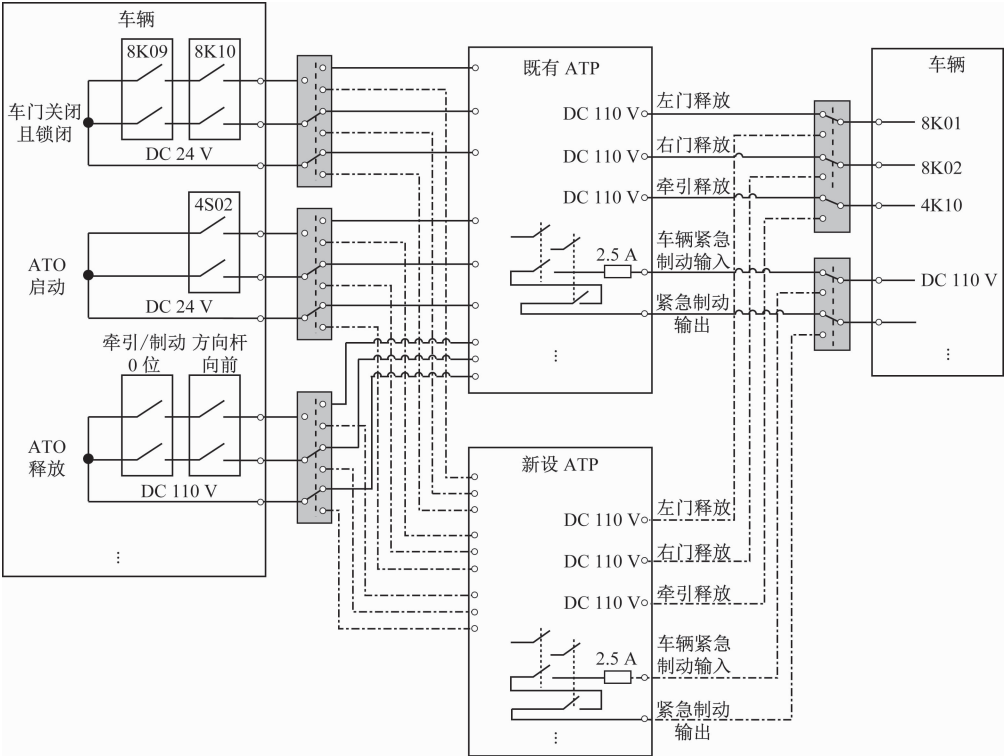 车辆
8K09
8K10
车门关闭
且锁闭
DC 24 V
4S02
ATO
启动
DC 24 V
牵引/制动
0 位
方向杆
向前
ATO
释放
DC 110 V
⋮
既有 ATP
DC 110 V
DC 110 V
DC 110 V
2.5 A
⋮
左门释放
右门释放
牵引释放
车辆紧急
制动输入
紧急制动
输出
车辆
8K01
8K02
4K10
DC 110 V
⋮
新设 ATP
DC 110 V
DC 110 V
DC 110 V
2.5 A
⋮
左门释放
右门释放
牵引释放
车辆紧急
制动输入
紧急制动
输出